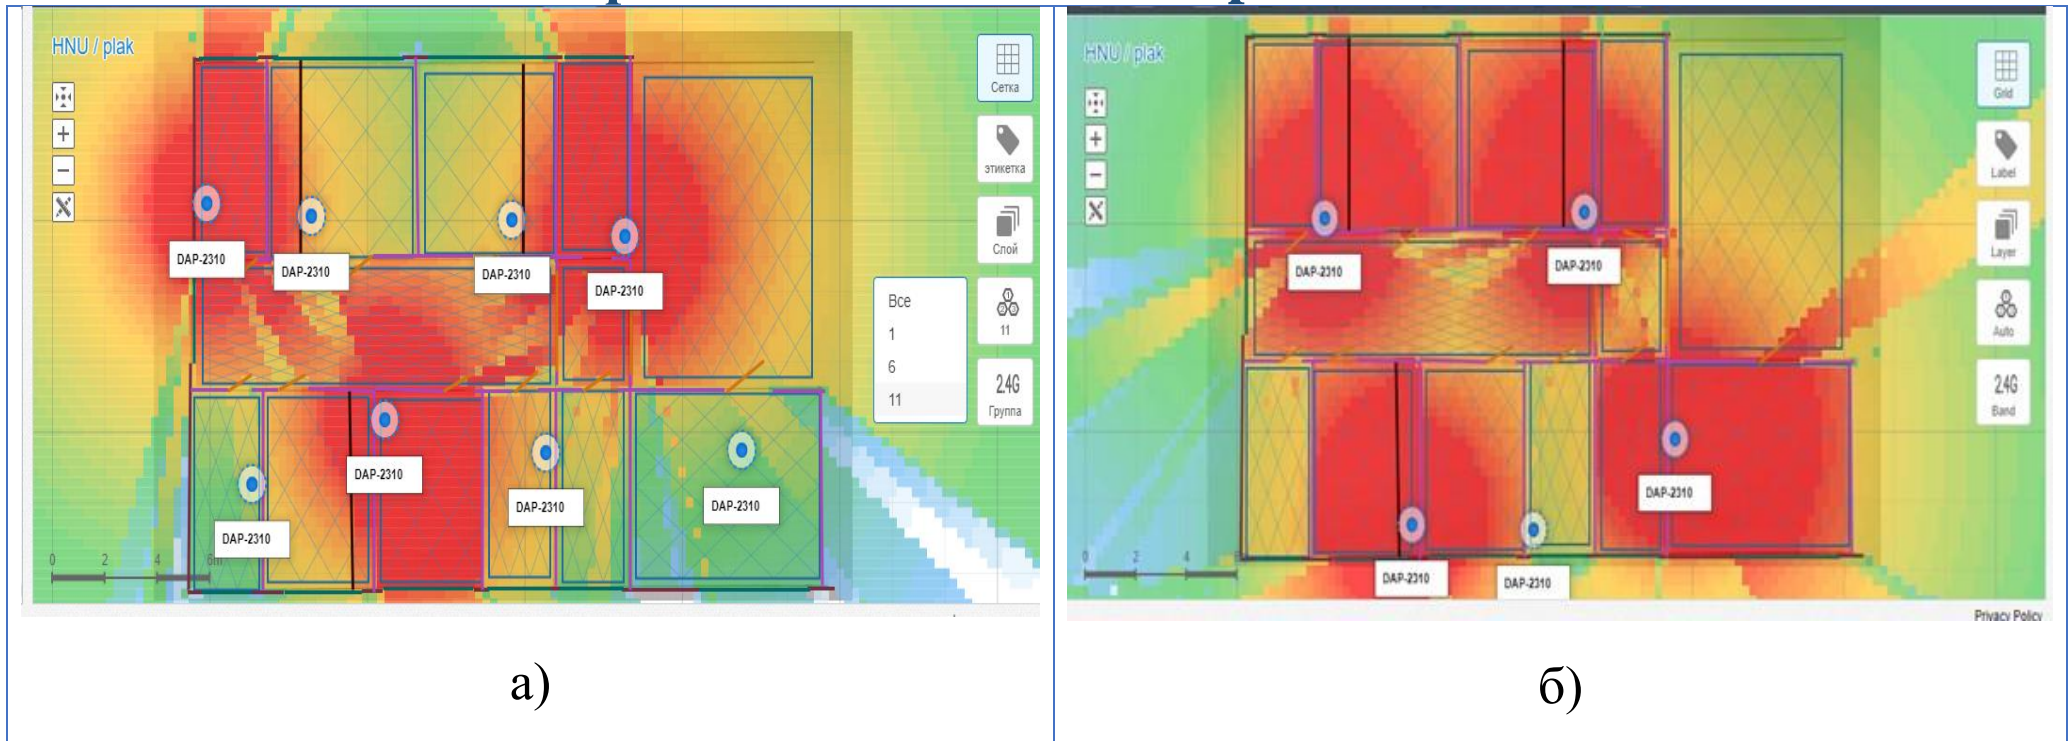 HNU / plak
Сетка
этикетка
Слой
11
2.4G
Группа
Все
1
6
11
DAP-2310
DAP-2310
DAP-2310
DAP-2310
DAP-2310
DAP-2310
DAP-2310
DAP-2310
0 2 4 6m
а)
HNU / plak
Grid
Label
Layer
Auto
2.4G
Band
DAP-2310
DAP-2310
DAP-2310
DAP-2310
DAP-2310
0 2 4
Privacy Policy
б)